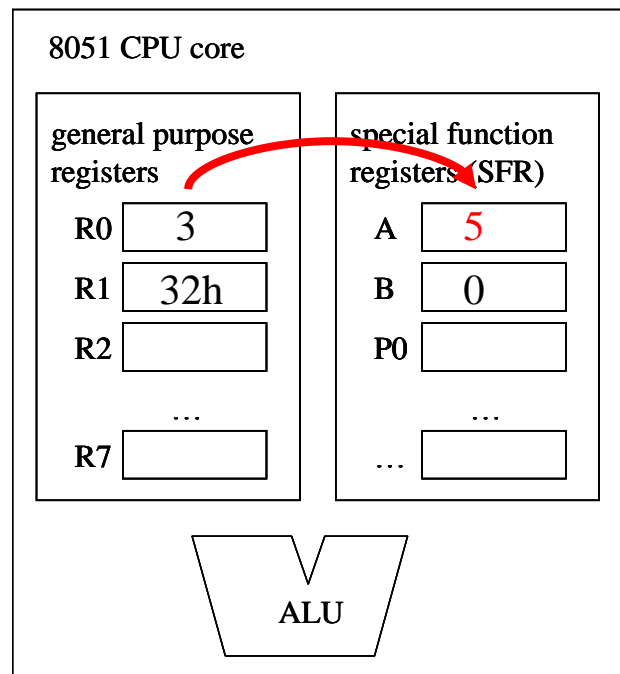 8051 CPU core
general purpose
registers
R0 3
R1 32h
R2
...
R7
special function
registers (SFR)
A 5
B 0
P0
...
...
ALU